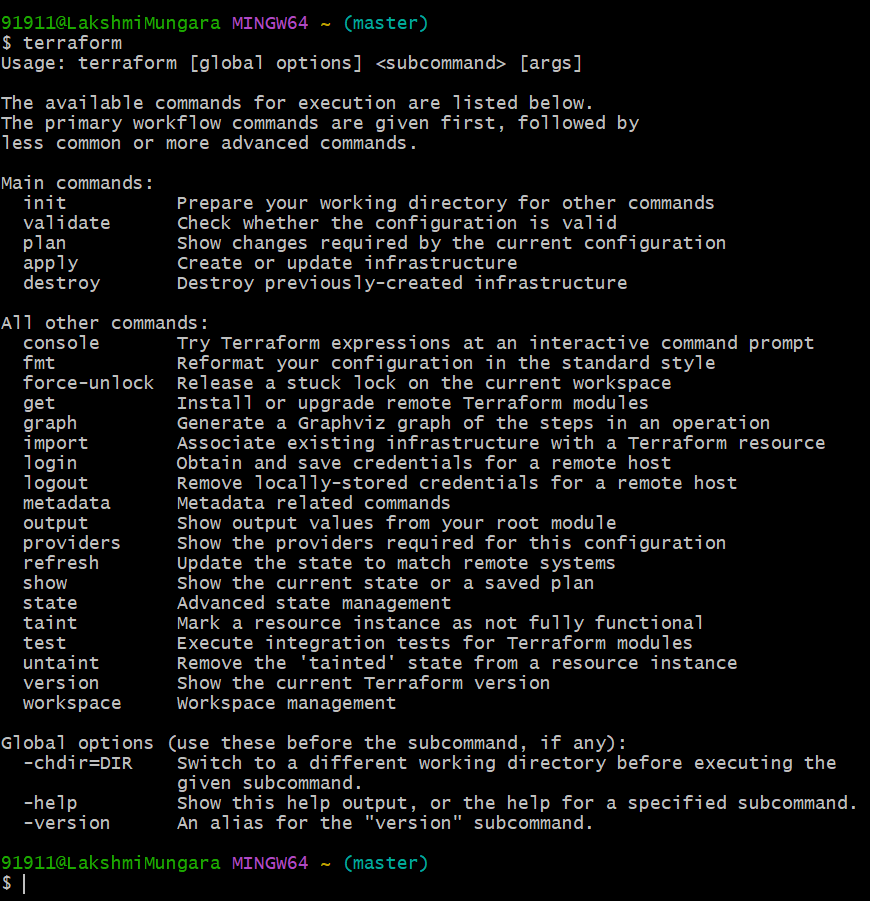 91911@LakshmiMungara MINGW64 ~ (master)
$ terraform
Usage: terraform [global options] <subcommand> [args]

The available commands for execution are listed below.
The primary workflow commands are given first, followed by
less common or more advanced commands.

Main commands:
  init          Prepare your working directory for other commands
  validate      Check whether the configuration is valid
  plan          Show changes required by the current configuration
  apply         Create or update infrastructure
  destroy       Destroy previously-created infrastructure

All other commands:
  console       Try Terraform expressions at an interactive command prompt
  fmt           Reformat your configuration in the standard style
  force-unlock  Release a stuck lock on the current workspace
  get           Install or upgrade remote Terraform modules
  graph         Generate a Graphviz graph of the steps in an operation
  import        Associate existing infrastructure with a Terraform resource
  login         Obtain and save credentials for a remote host
  logout        Remove locally-stored credentials for a remote host
  metadata      Metadata related commands
  output        Show output values from your root module
  providers     Show the providers required for this configuration
  refresh       Update the state to match remote systems
  show          Show the current state or a saved plan
  state         Advanced state management
  taint         Mark a resource instance as not fully functional
  test          Execute integration tests for Terraform modules
  untaint       Remove the 'tainted' state from a resource instance
  version       Show the current Terraform version
  workspace     Workspace management

Global options (use these before the subcommand, if any):
  -chdir=DIR    Switch to a different working directory before executing the
                given subcommand.
  -help         Show this help output, or the help for a specified subcommand.
  -version      An alias for the "version" subcommand.

91911@LakshmiMungara MINGW64 ~ (master)
$